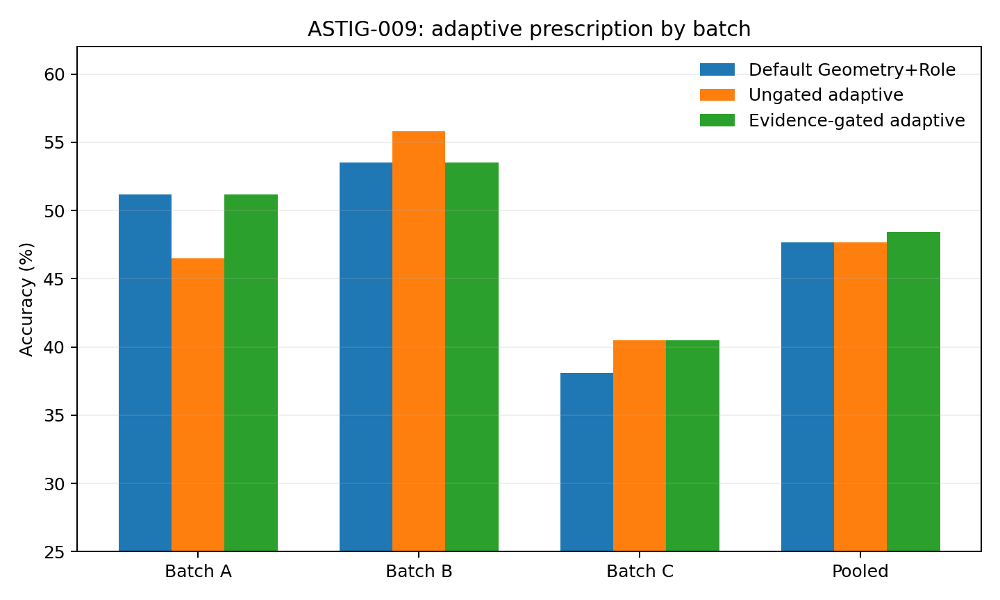 ASTIG-009: adaptive prescription by batch
Default Geometry+Role
Ungated adaptive
Evidence-gated adaptive
Accuracy (%)
60
55
50
45
40
35
30
25
Batch A
Batch B
Batch C
Pooled